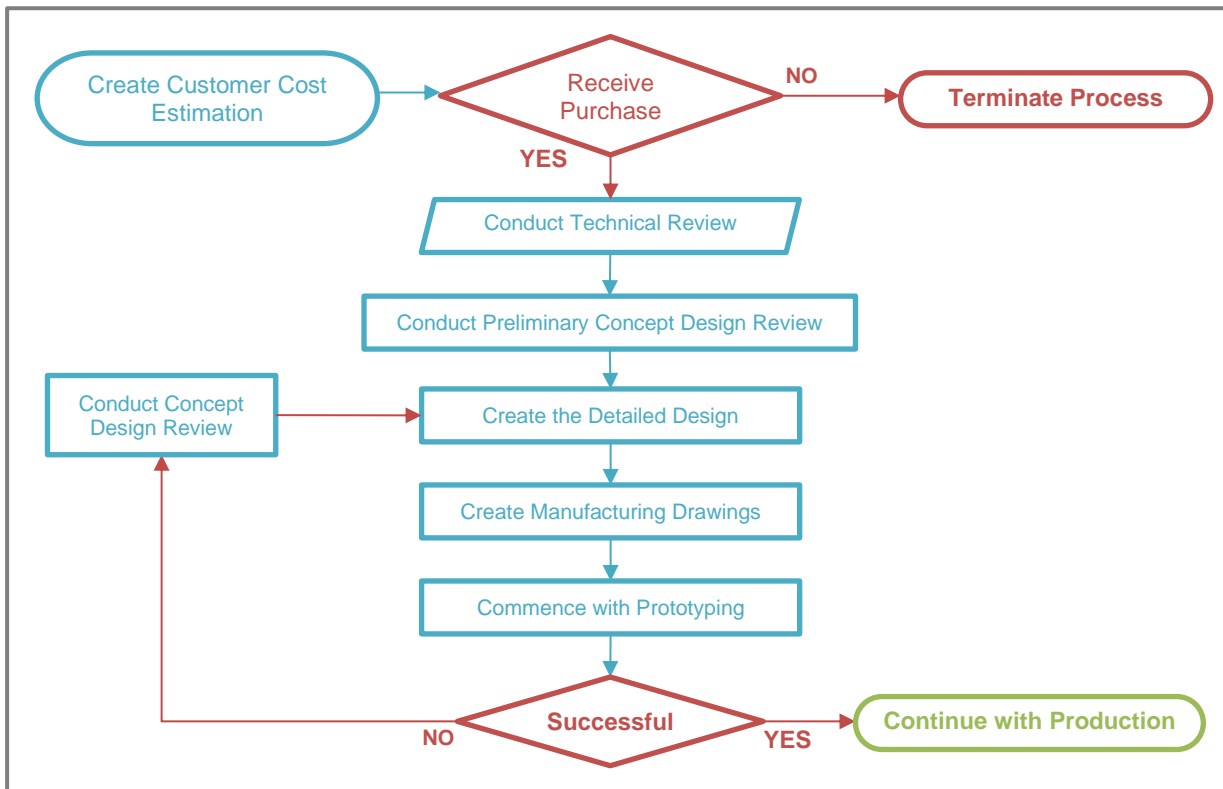 Create Customer Cost
Estimation
Receive
Purchase
NO
Terminate Process
YES
Conduct Technical Review
Conduct Preliminary Concept Design Review
Conduct Concept
Design Review
Create the Detailed Design
Create Manufacturing Drawings
Commence with Prototyping
Successful
NO
YES
Continue with Production